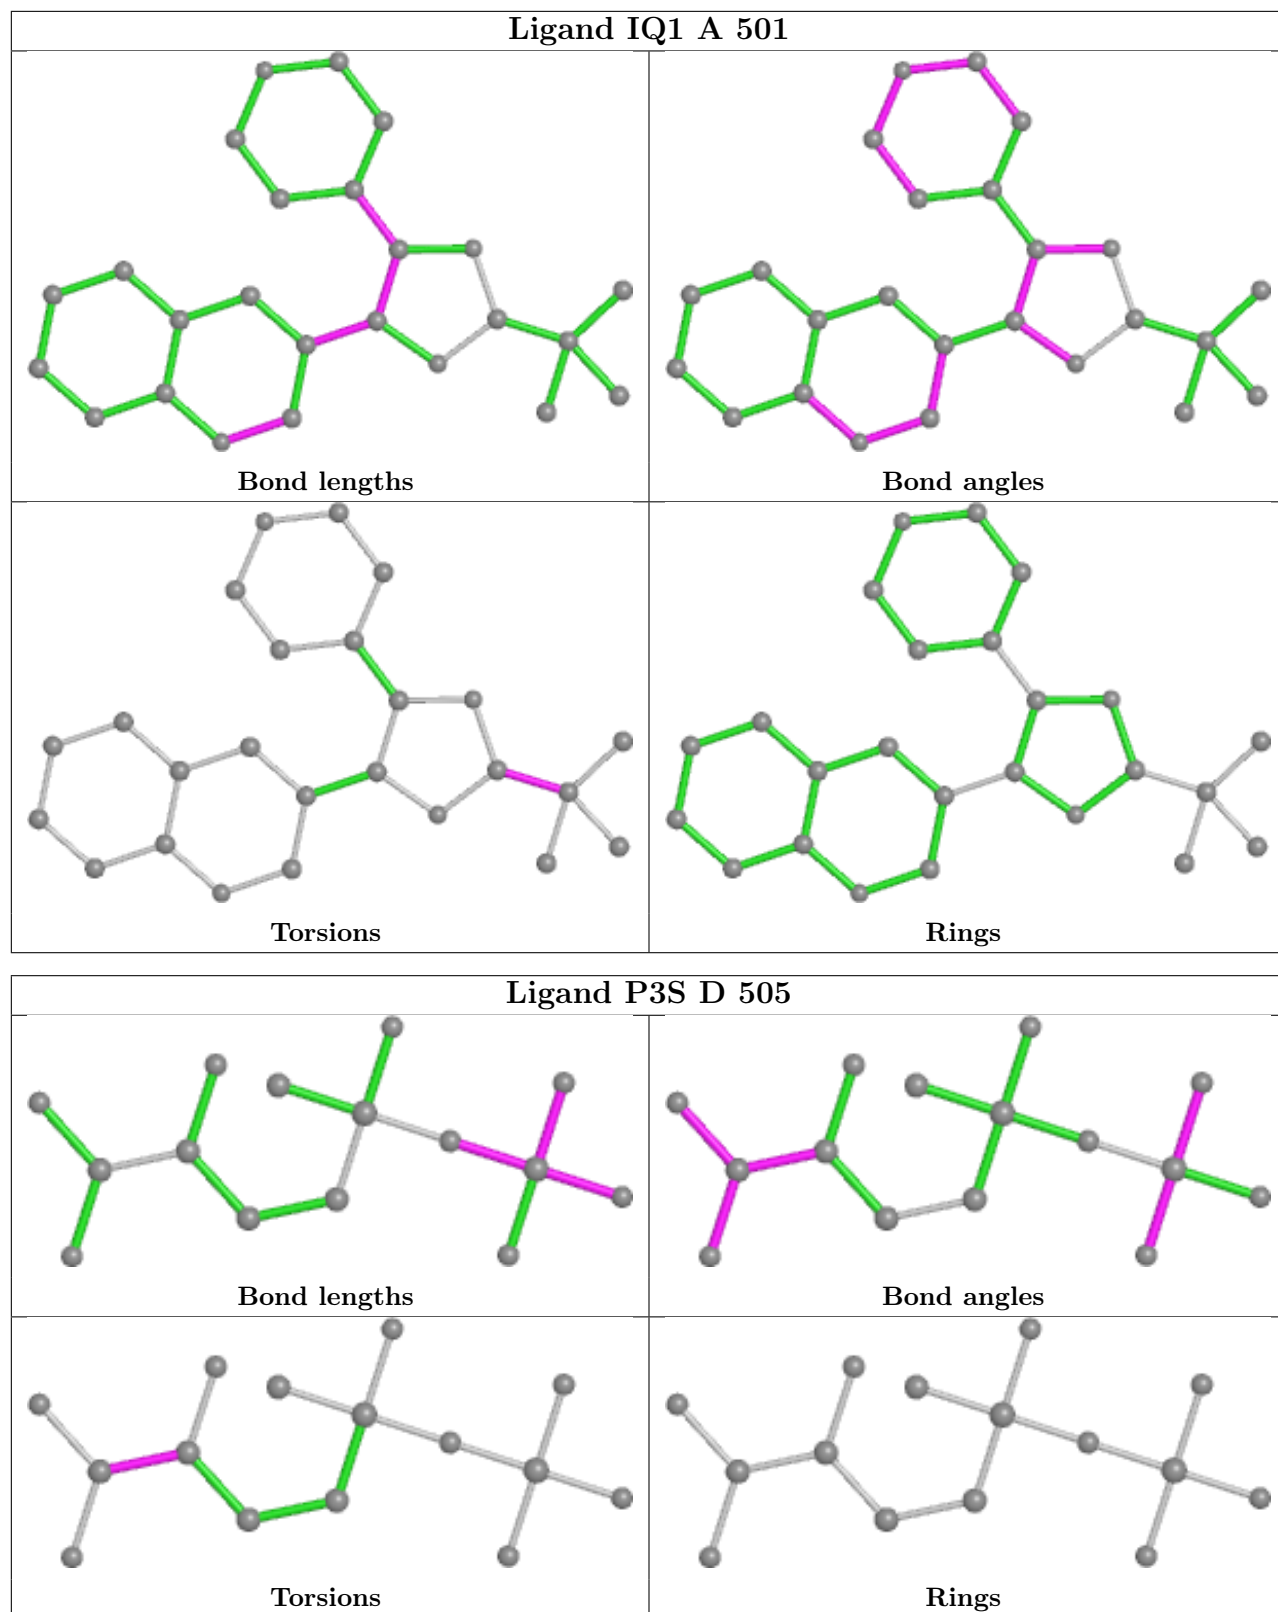 Ligand IQ1 A 501
Bond lengths
Bond angles
Torsions
Rings
Ligand P3S D 505
Bond lengths
Bond angles
Torsions
Rings